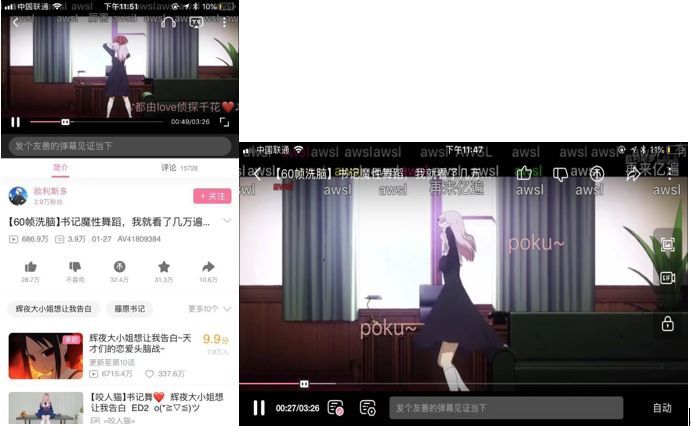 中国联通 下午11:51 10%
awsl awsl awsl awsl awsl
都由love侦探千花❤
00:49/03:26
发个友善的弹幕见证当下
简介 评论 15728
欧利斯多
2.9万粉丝
+ 关注
【60帧洗脑】书记魔性舞蹈，我就看了几万遍...
686.9万 3.9万 01-27 AV41809384
28.7万 不喜欢 32.4万 31.3万 10.6万
辉夜大小姐想让我告白 藤原书记 更多10个
辉夜大小姐想让我告白~天才们的恋爱头脑战~
9.9分
7.9万人
更新至第10话
6715.4万 337.6万
【咬人猫】书记舞❤ 辉夜大小姐想让我告白 ED2 o(*≧▽≦)ツ
UP =咬人猫=
中国联通 下午11:47 11%
awsl awsl awsl awsl awsl awsl awsl
【60帧洗脑】书记魔性舞蹈，我就看了几万
awsl awsl awsl 再来亿遍 awsl
poku~
poku~
GIF
00:27/03:26
发个友善的弹幕见证当下
自动